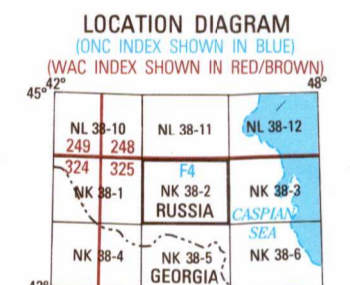 LOCATION DIAGRAM
(ONC INDEX SHOWN IN BLUE)
(WAC INDEX SHOWN IN RED/BROWN)
42° 48°
45°
NL 38-10 NL 38-11 NL 38-12
249 248
324 325 F4
NK 38-1 NK 38-2 NK 38-3
RUSSIA CASPIAN
SEA
NK 38-4 NK 38-5 NK 38-6
GEORGIA
42°